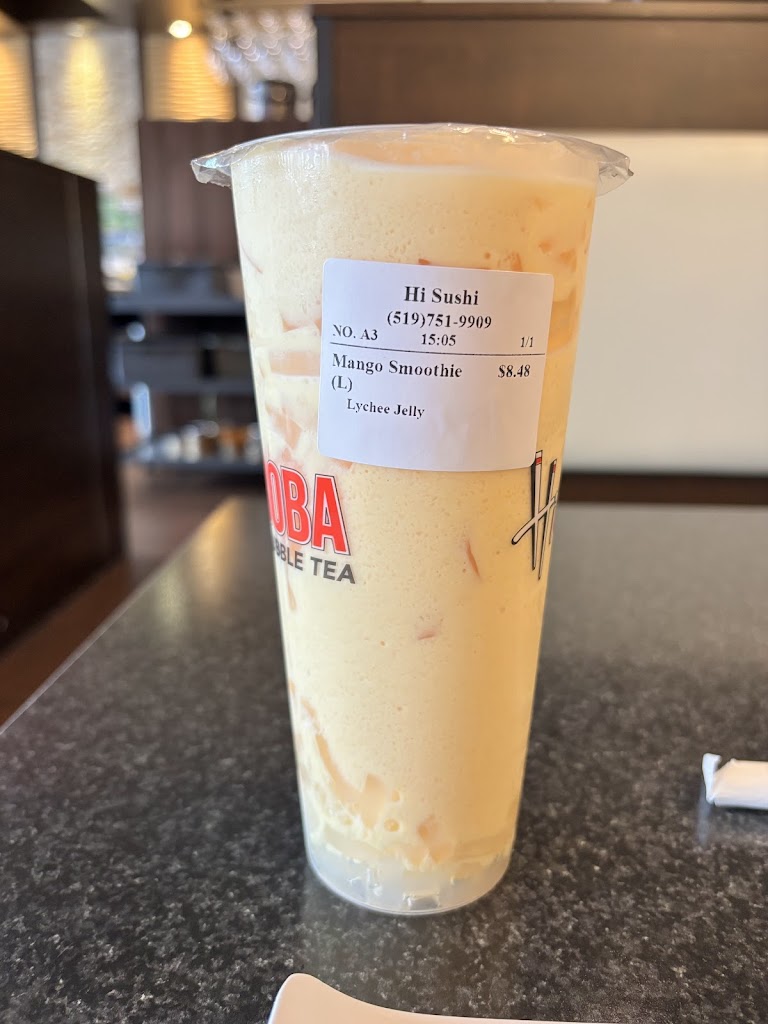 Hi Sushi
(519)751-9909
NO. A3 15:05 1/1
Mango Smoothie $8.48
(L)
Lychee Jelly
OBA
BBLE TEA